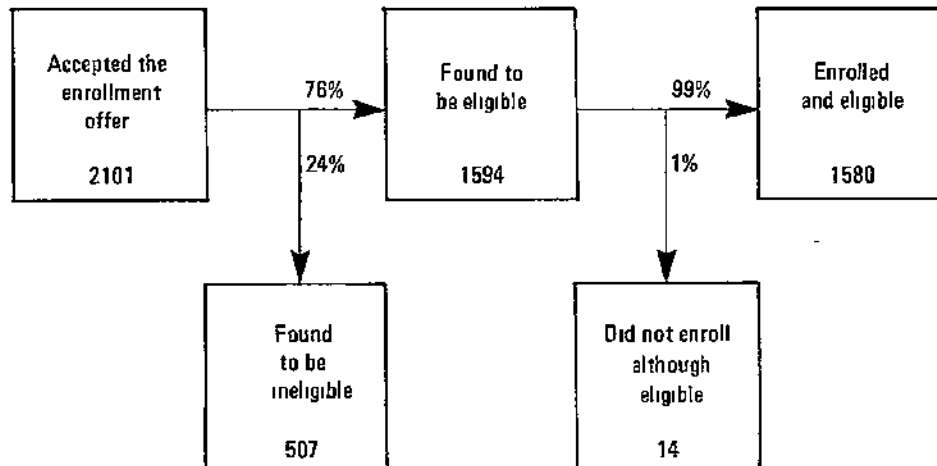 Accepted the
enrollment
offer
2101
76%
24%
Found to
be eligible
1594
99%
1%
Enrolled
and eligible
1580
Found
to be
ineligible
507
Did not enroll
although
eligible
14